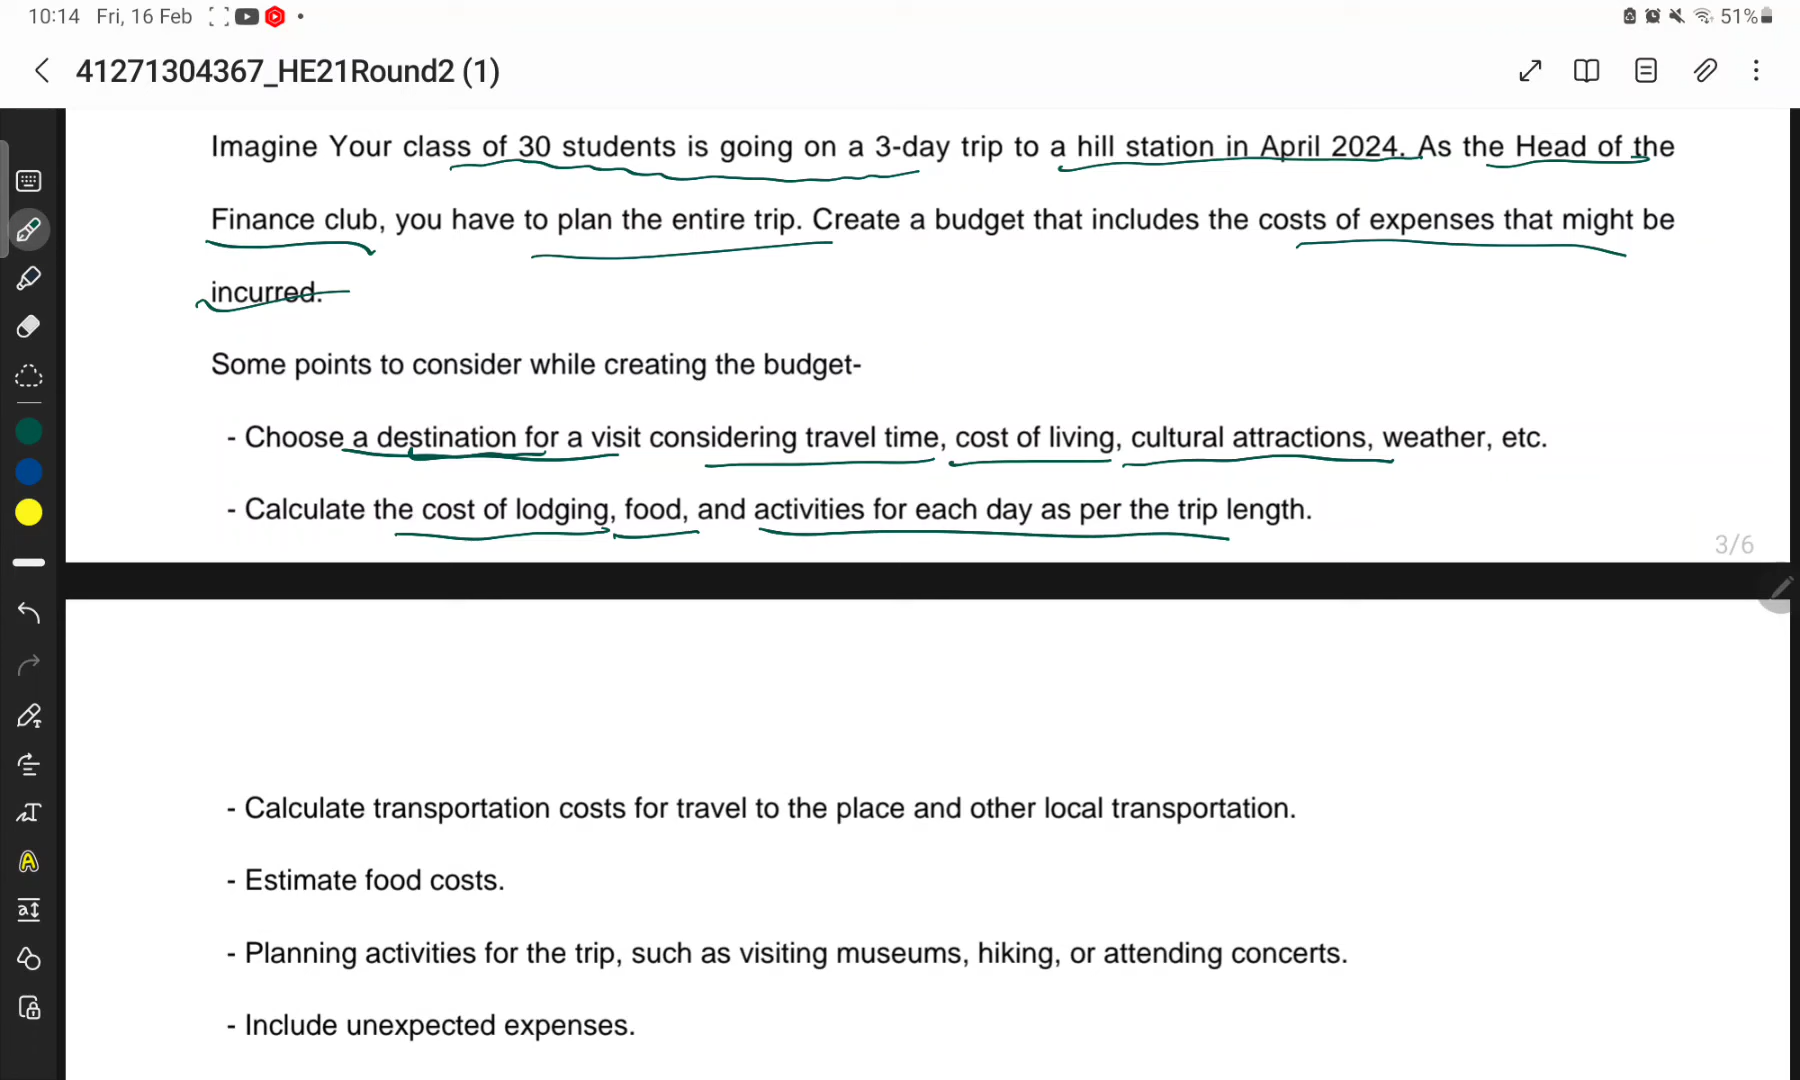 10:14 Fri, 16 Feb
51%
41271304367_HE21Round2 (1)
Imagine Your class of 30 students is going on a 3-day trip to a hill station in April 2024. As the Head of the
Finance club, you have to plan the entire trip. Create a budget that includes the costs of expenses that might be
incurred.
Some points to consider while creating the budget-
- Choose a destination for a visit considering travel time, cost of living, cultural attractions, weather, etc.
- Calculate the cost of lodging, food, and activities for each day as per the trip length.
3/6
- Calculate transportation costs for travel to the place and other local transportation.
- Estimate food costs.
- Planning activities for the trip, such as visiting museums, hiking, or attending concerts.
- Include unexpected expenses.